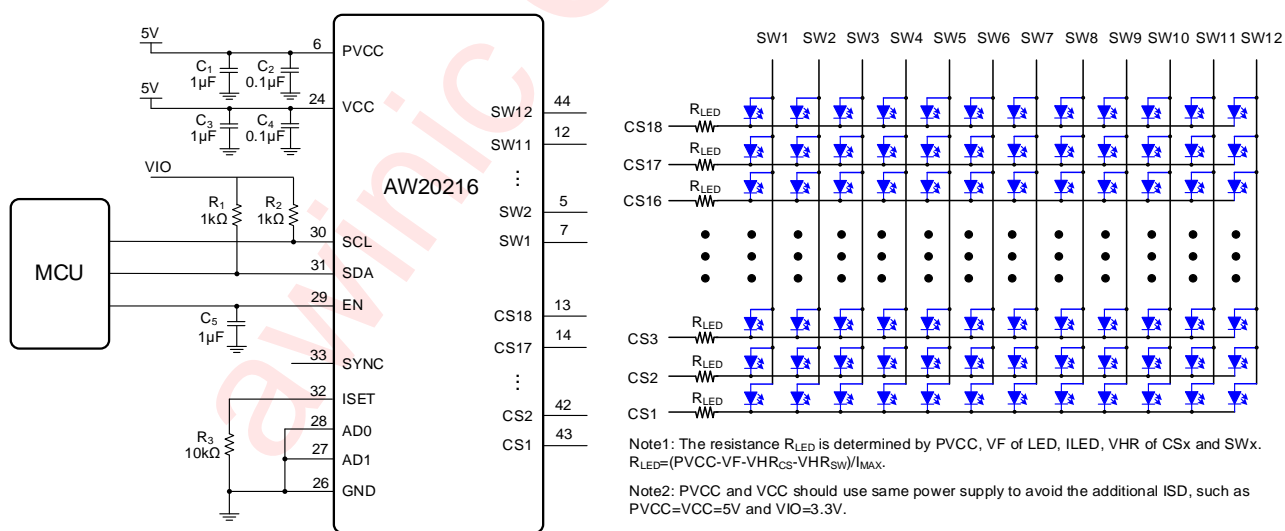 5V
6
PVCC
C1
1µF
C2
0.1µF
5V
24
VCC
C3
1µF
C4
0.1µF
VIO
R1
1kΩ
R2
1kΩ
MCU
30
SCL
31
SDA
29
EN
C5
1µF
33
SYNC
32
ISET
R3
10kΩ
28
AD0
27
AD1
26
GND
AW20216
SW12
44
SW11
12
SW2
5
SW1
7
CS18
13
CS17
14
CS2
42
CS1
43
awinic
SW1 SW2 SW3 SW4 SW5 SW6 SW7 SW8 SW9 SW10 SW11 SW12
RLED
CS18
RLED
CS17
RLED
CS16
RLED
CS3
RLED
CS2
RLED
CS1
Note1: The resistance RLED is determined by PVCC, VF of LED, ILED, VHR of CSx and SWx.
RLED=(PVCC-VF-VHRCS-VHRSW)/IMAX.
Note2: PVCC and VCC should use same power supply to avoid the additional ISD, such as
PVCC=VCC=5V and VIO=3.3V.